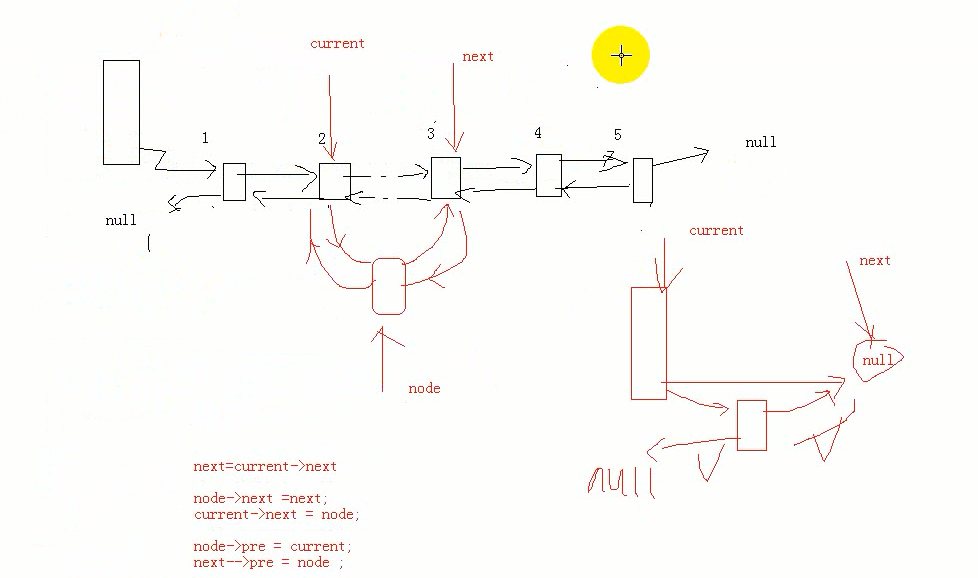 current
next
1
2
3
4
5
null
null
current
next
null
node
null
next=current->next
node->next =next;
current->next = node;
node->pre = current;
next-->pre = node ;